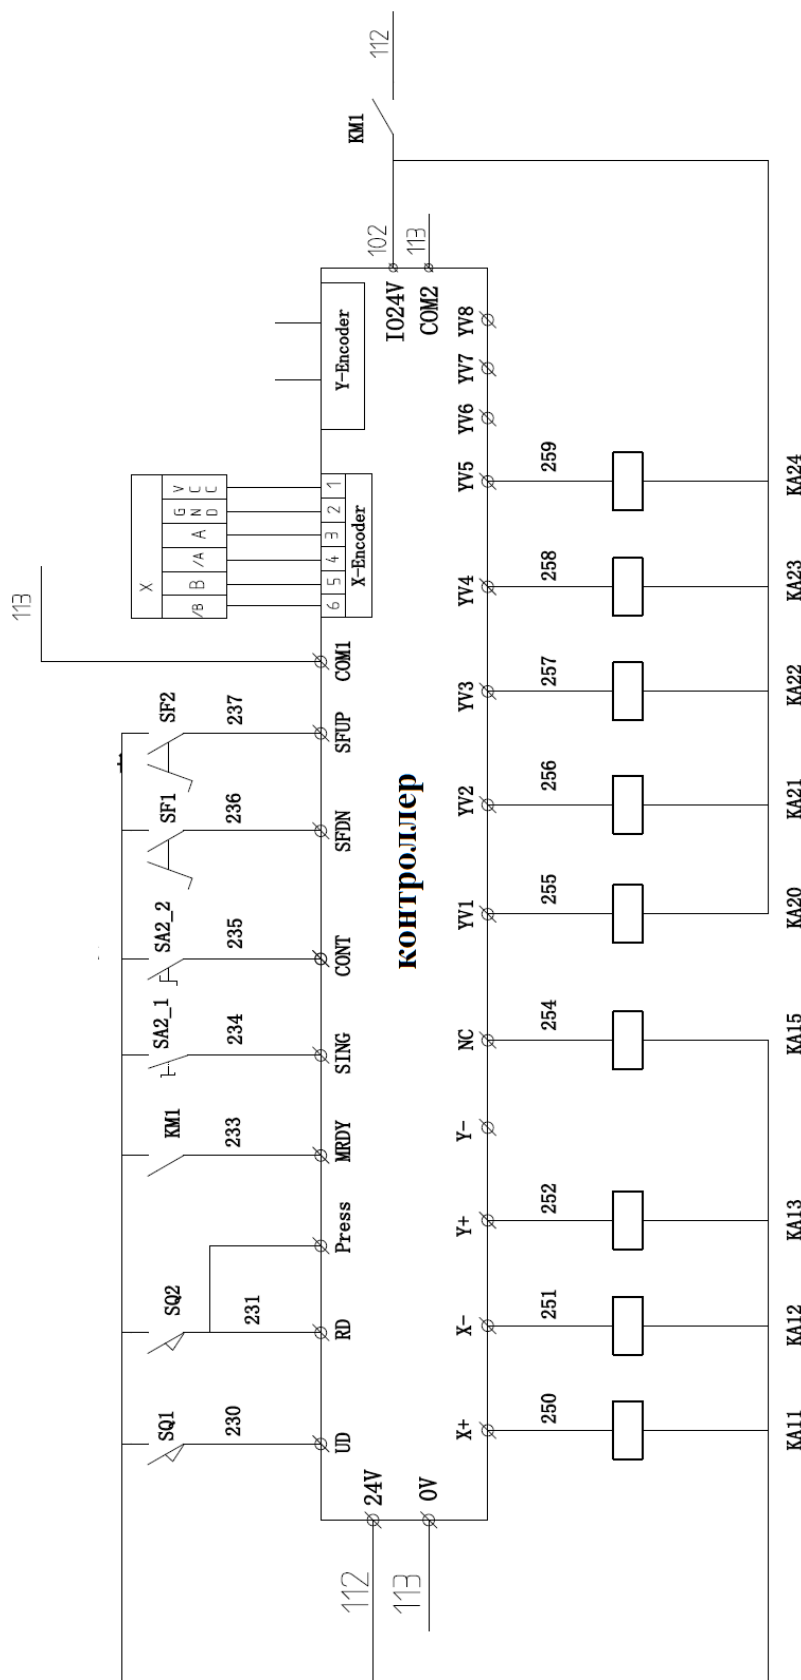 112
KM1
102
113
IO24V
COM2
Y-Encoder
X
V C C
G N D
A
/A
B
/B
1
2
3
4
5
6
X-Encoder
113
COM1
SF2
237
SFUP
SF1
236
SFDN
SA2_2
235
CONT
SA2_1
234
SING
KM1
233
MRDY
Press
SQ2
231
RD
SQ1
230
UD
24V
0V
112
113
контроллер
YV8
YV7
YV6
YV5
259
KA24
YV4
258
KA23
YV3
257
KA22
YV2
256
KA21
YV1
255
KA20
NC
254
KA15
Y-
Y+
252
KA13
X-
251
KA12
X+
250
KA11